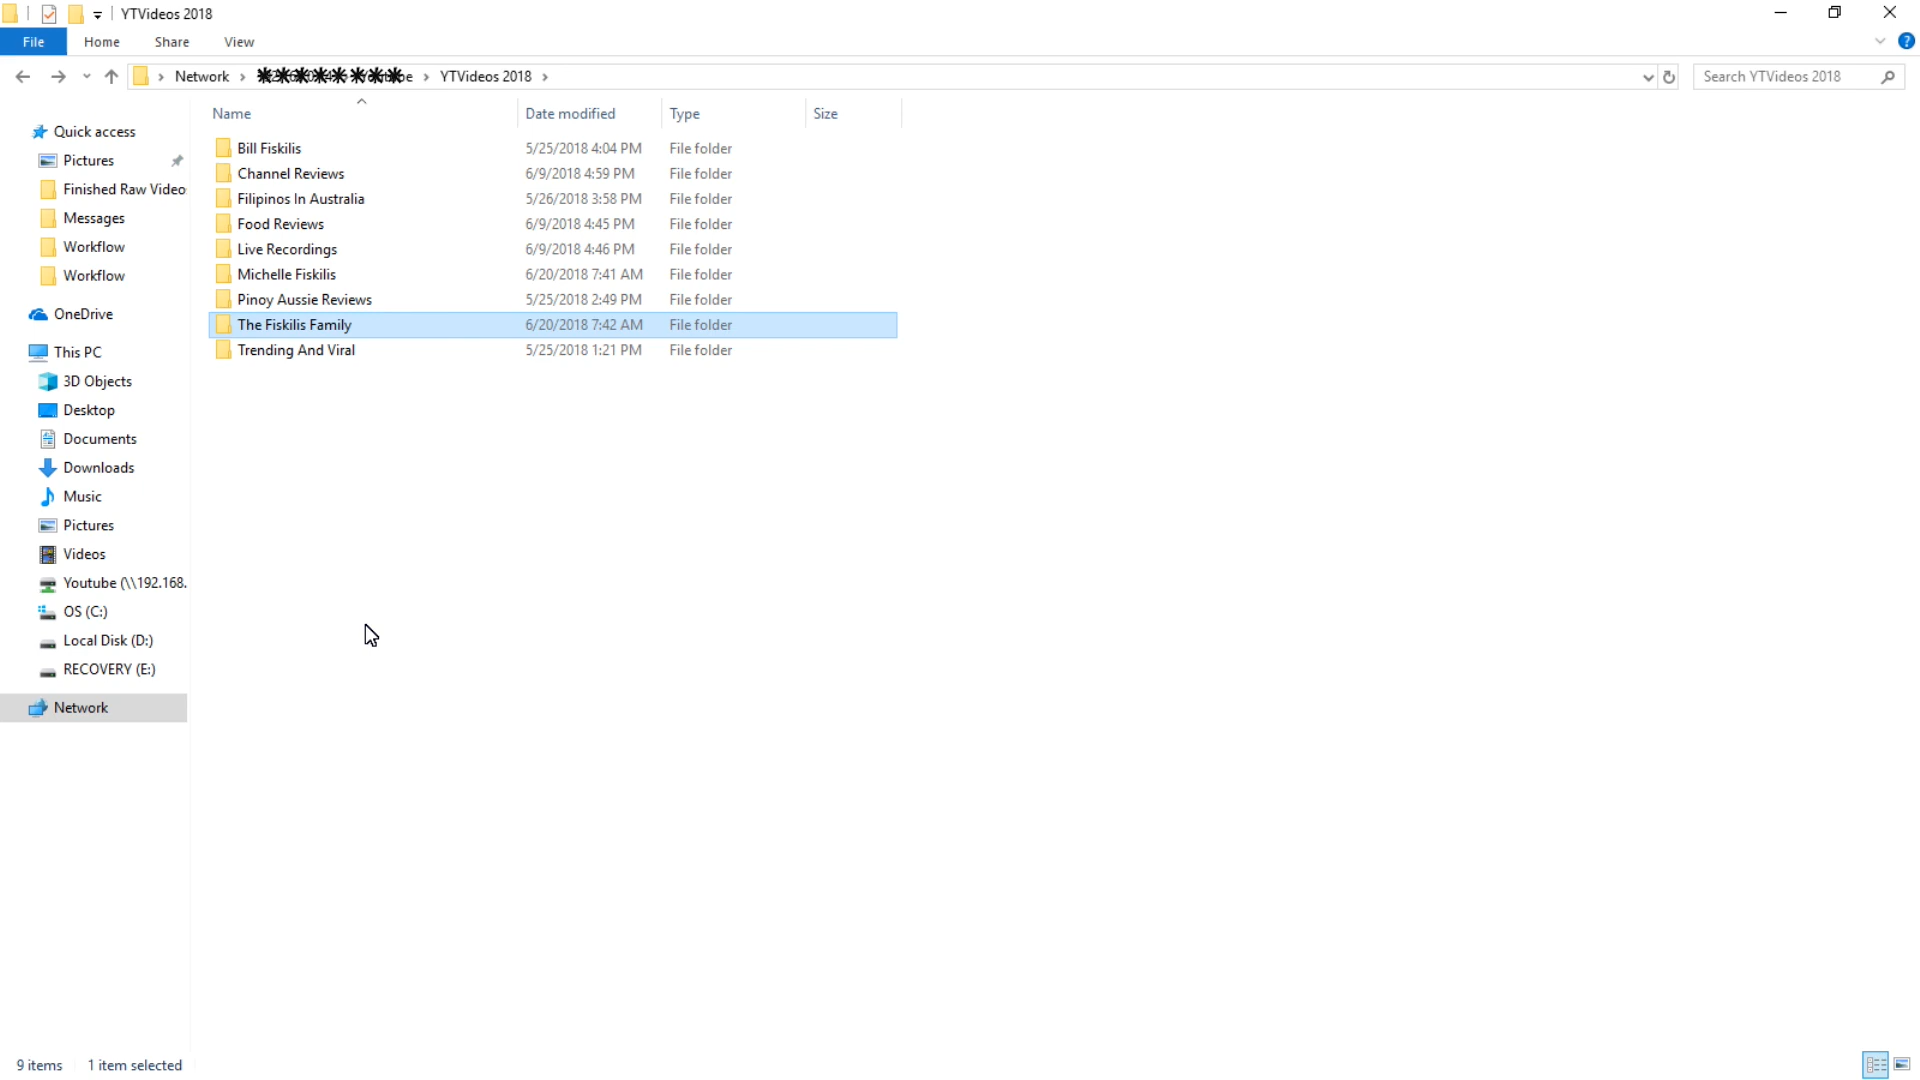 YTVideos 2018
File Home Share View
Network > > YTVideos 2018 >
Search YTVideos 2018
Name Date modified Type Size
Quick access
Pictures
Finished Raw Video
Messages
Workflow
Workflow
OneDrive
This PC
3D Objects
Desktop
Documents
Downloads
Music
Pictures
Videos
Youtube (\\192.168.
OS (C:)
Local Disk (D:)
RECOVERY (E:)
Network
Bill Fiskilis 5/25/2018 4:04 PM File folder
Channel Reviews 6/9/2018 4:59 PM File folder
Filipinos In Australia 5/26/2018 3:58 PM File folder
Food Reviews 6/9/2018 4:45 PM File folder
Live Recordings 6/9/2018 4:46 PM File folder
Michelle Fiskilis 6/20/2018 7:41 AM File folder
Pinoy Aussie Reviews 5/25/2018 2:49 PM File folder
The Fiskilis Family 6/20/2018 7:42 AM File folder
Trending And Viral 5/25/2018 1:21 PM File folder
9 items 1 item selected